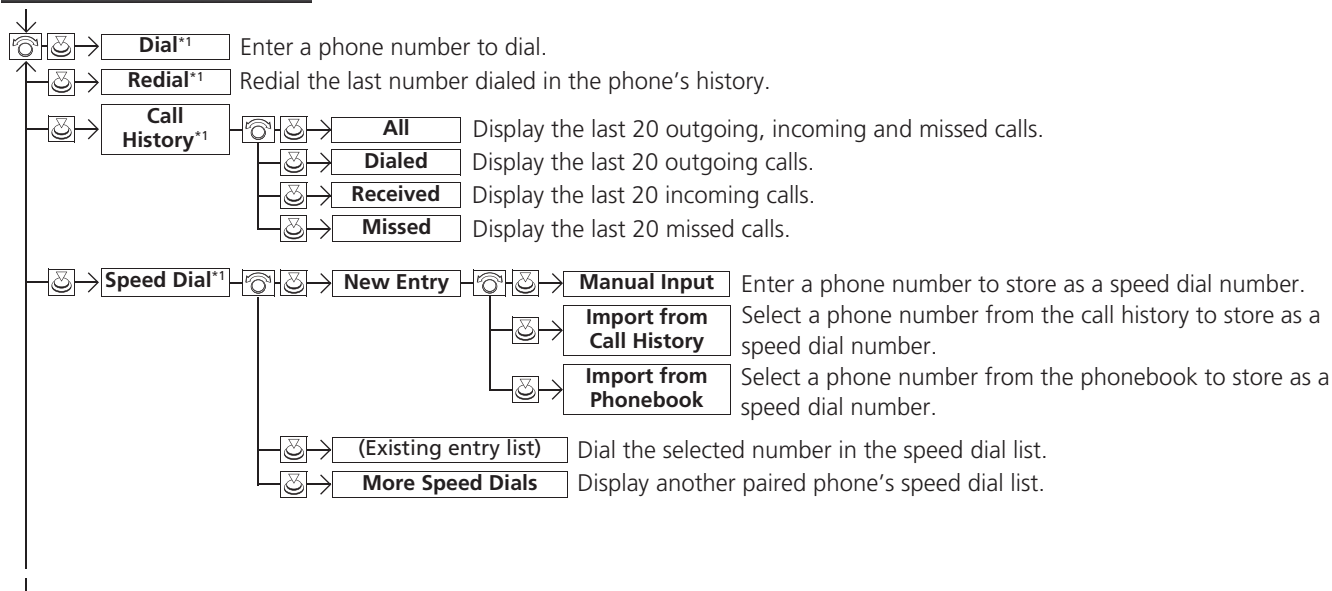 Dial*1 Enter a phone number to dial.
Redial*1 Redial the last number dialed in the phone's history.
Call
History*1
All Display the last 20 outgoing, incoming and missed calls.
Dialed Display the last 20 outgoing calls.
Received Display the last 20 incoming calls.
Missed Display the last 20 missed calls.
Speed Dial*1 New Entry Manual Input Enter a phone number to store as a speed dial number.
Import from
Call History
Select a phone number from the call history to store as a
speed dial number.
Import from
Phonebook
Select a phone number from the phonebook to store as a
speed dial number.
(Existing entry list) Dial the selected number in the speed dial list.
More Speed Dials Display another paired phone's speed dial list.